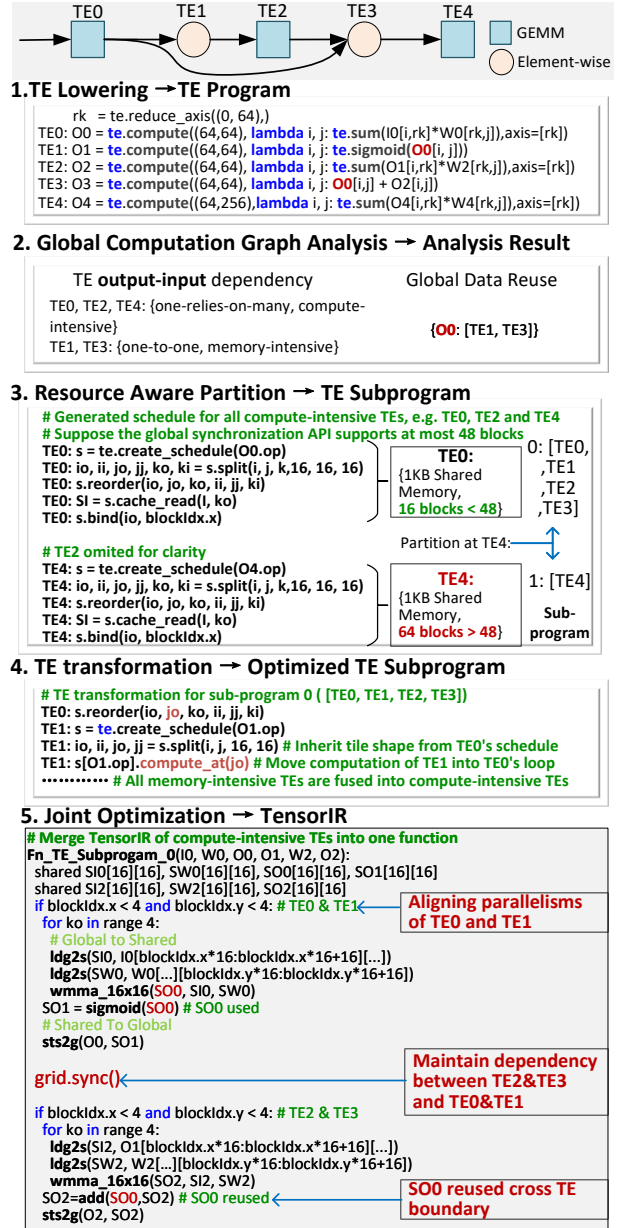 TE0 TE1 TE2 TE3 TE4
GEMM
Element-wise
1.TE Lowering → TE Program
rk = te.reduce_axis((0, 64),)
TE0: O0 = te.compute((64,64), lambda i, j: te.sum(I0[i,rk]*W0[rk,j]),axis=[rk])
TE1: O1 = te.compute((64,64), lambda i, j: te.sigmoid(O0[i, j]))
TE2: O2 = te.compute((64,64), lambda i, j: te.sum(O1[i,rk]*W2[rk,j]),axis=[rk])
TE3: O3 = te.compute((64,64), lambda i, j: O0[i,j] + O2[i,j])
TE4: O4 = te.compute((64,256),lambda i, j: te.sum(O4[i,rk]*W4[rk,j]),axis=[rk])
2. Global Computation Graph Analysis → Analysis Result
TE output-input dependency
TE0, TE2, TE4: {one-relies-on-many, compute-
intensive}
TE1, TE3: {one-to-one, memory-intensive}
Global Data Reuse
{O0: [TE1, TE3]}
3. Resource Aware Partition → TE Subprogram
# Generated schedule for all compute-intensive TEs, e.g. TE0, TE2 and TE4
# Suppose the global synchronization API supports at most 48 blocks
TE0: s = te.create_schedule(O0.op)
TE0: io, ii, jo, jj, ko, ki = s.split(i, j, k,16, 16, 16)
TE0: s.reorder(io, jo, ko, ii, jj, ki)
TE0: SI = s.cache_read(I, ko)
TE0: s.bind(io, blockIdx.x)
TE0:
{1KB Shared
Memory,
16 blocks < 48}
0: [TE0,
,TE1
,TE2
,TE3]
Partition at TE4:
# TE2 omited for clarity
TE4: s = te.create_schedule(O4.op)
TE4: io, ii, jo, jj, ko, ki = s.split(i, j, k,16, 16, 16)
TE4: s.reorder(io, jo, ko, ii, jj, ki)
TE4: SI = s.cache_read(I, ko)
TE4: s.bind(io, blockIdx.x)
TE4:
{1KB Shared
Memory,
64 blocks > 48}
1: [TE4]
Sub-
program
4. TE transformation → Optimized TE Subprogram
# TE transformation for sub-program 0 ( [TE0, TE1, TE2, TE3])
TE0: s.reorder(io, jo, ko, ii, jj, ki)
TE1: s = te.create_schedule(O1.op)
TE1: io, ii, jo, jj = s.split(i, j, 16, 16) # Inherit tile shape from TE0's schedule
TE1: s[O1.op].compute_at(jo) # Move computation of TE1 into TE0's loop
………… # All memory-intensive TEs are fused into compute-intensive TEs
5. Joint Optimization → TensorIR
# Merge TensorIR of compute-intensive TEs into one function
Fn_TE_Subprogam_0(I0, W0, O0, O1, W2, O2):
shared SI0[16][16], SW0[16][16], SO0[16][16], SO1[16][16]
shared SI2[16][16], SW2[16][16], SO2[16][16]
if blockIdx.x < 4 and blockIdx.y < 4: # TE0 & TE1
for ko in range 4:
# Global to Shared
ldg2s(SI0, I0[blockIdx.x*16:blockIdx.x*16+16][...])
ldg2s(SW0, W0[...][blockIdx.y*16:blockIdx.y*16+16])
wmma_16x16(SO0, SI0, SW0)
SO1 = sigmoid(SO0) # SO0 used
# Shared To Global
sts2g(O0, SO1)
Aligning parallelisms
of TE0 and TE1
grid.sync()
Maintain dependency
between TE2&TE3
and TE0&TE1
if blockIdx.x < 4 and blockIdx.y < 4: # TE2 & TE3
for ko in range 4:
ldg2s(SI2, O1[blockIdx.x*16:blockIdx.x*16+16][...])
ldg2s(SW2, W2[...][blockIdx.y*16:blockIdx.y*16+16])
wmma_16x16(SO2, SI2, SW2)
SO2=add(SO0,SO2) # SO0 reused
sts2g(O2, SO2)
SO0 reused cross TE
boundary